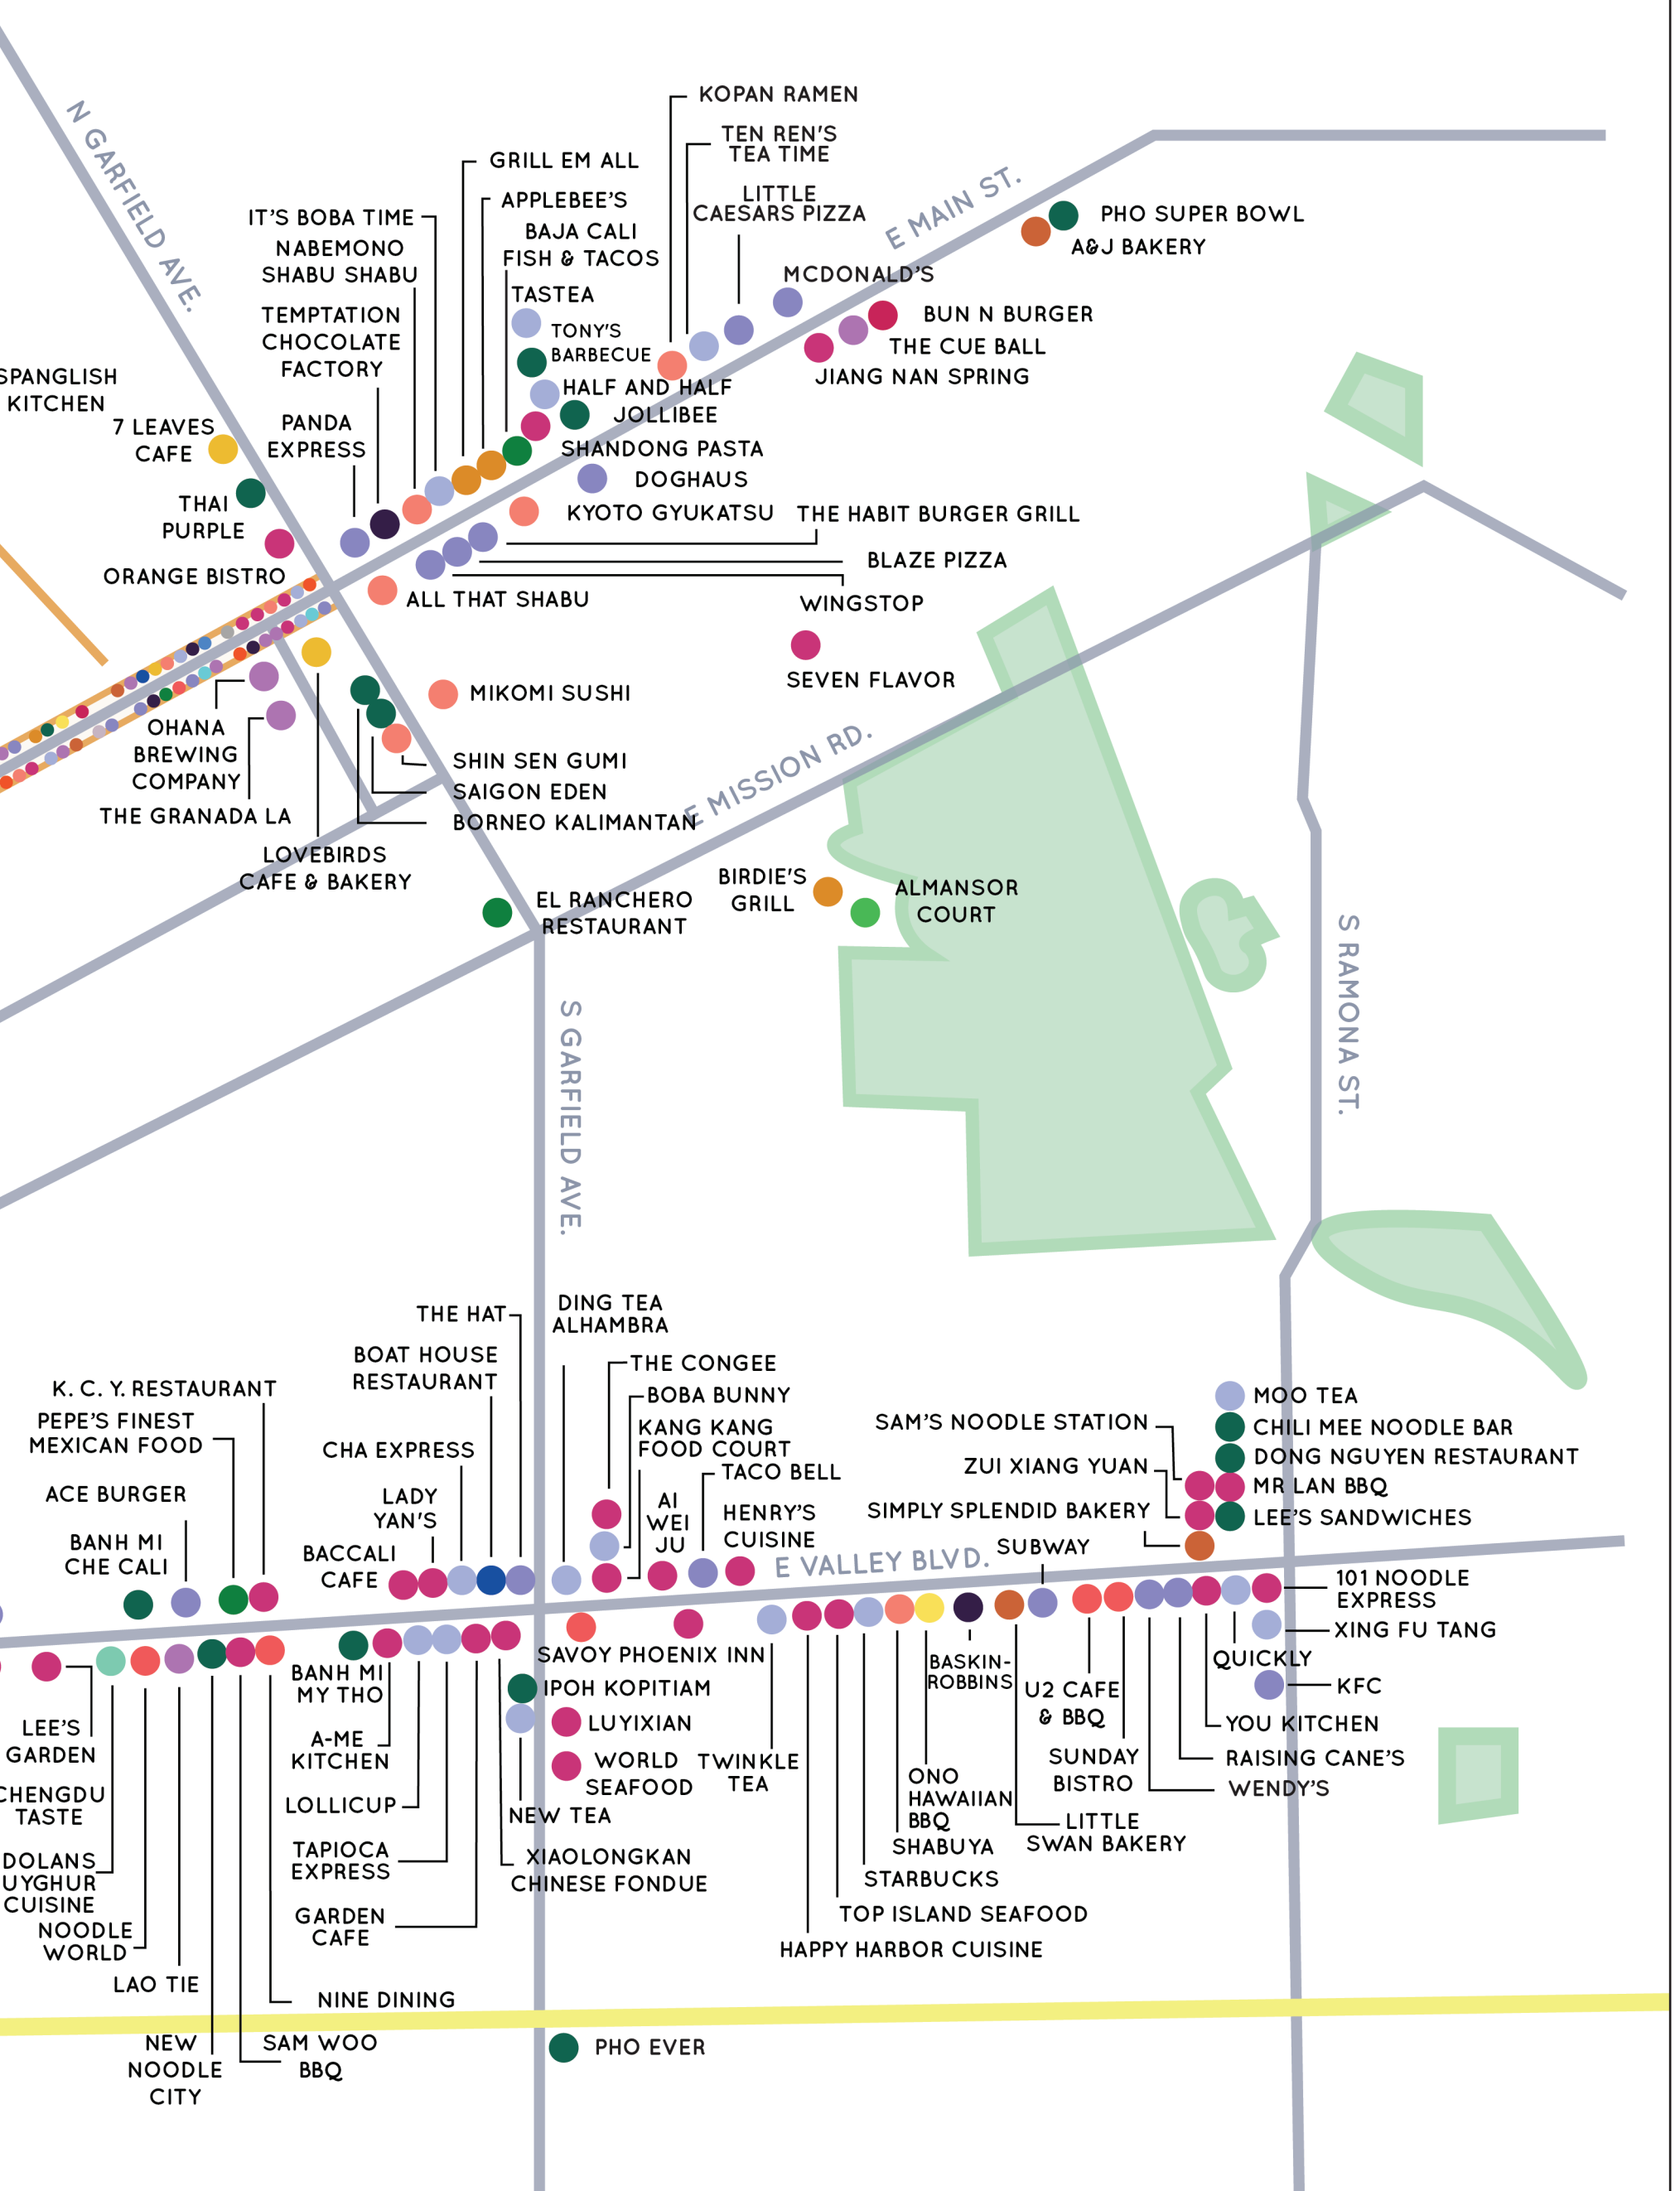 N GARFIELD AVE.
KOPAN RAMEN
TEN REN'S
TEA TIME
GRILL EM ALL
LITTLE
CAESARS PIZZA
E MAIN ST.
APPLEBEE'S
IT'S BOBA TIME
PHO SUPER BOWL
BAJA CALI
FISH & TACOS
NABEMONO
SHABU SHABU
A&J BAKERY
MCDONALD'S
TASTEA
TEMPTATION
CHOCOLATE
FACTORY
BUN N BURGER
TONY'S
BARBECUE
THE CUE BALL
JIANG NAN SPRING
SPANGLISH
KITCHEN
HALF AND HALF
JOLLIBEE
7 LEAVES
CAFE
PANDA
EXPRESS
SHANDONG PASTA
DOGHAUS
THAI
PURPLE
KYOTO GYUKATSU
THE HABIT BURGER GRILL
BLAZE PIZZA
ORANGE BISTRO
ALL THAT SHABU
WINGSTOP
SEVEN FLAVOR
MIKOMI SUSHI
OHANA
BREWING
COMPANY
SHIN SEN GUMI
SAIGON EDEN
THE GRANADA LA
BORNEO KALIMANTAN
E MISSION RD.
LOVEBIRDS
CAFE & BAKERY
BIRDIE'S
GRILL
ALMANSOR
COURT
EL RANCHERO
RESTAURANT
S RAMONA ST.
S GARFIELD AVE.
DING TEA
ALHAMBRA
THE HAT
BOAT HOUSE
RESTAURANT
THE CONGEE
K. C. Y. RESTAURANT
BOBA BUNNY
MOO TEA
PEPE'S FINEST
MEXICAN FOOD
KANG KANG
FOOD COURT
SAM'S NOODLE STATION
CHILI MEE NOODLE BAR
CHA EXPRESS
DONG NGUYEN RESTAURANT
ZUI XIANG YUAN
TACO BELL
ACE BURGER
MR LAN BBQ
LADY
YAN'S
AI
WEI
JU
HENRY'S
CUISINE
SIMPLY SPLENDID BAKERY
LEE'S SANDWICHES
BANH MI
CHE CALI
BACCALI
CAFE
E VALLEY BLVD.
SUBWAY
101 NOODLE
EXPRESS
XING FU TANG
SAVOY PHOENIX INN
QUICKLY
BASKIN-
ROBBINS
BANH MI
MY THO
IPOH KOPITIAM
KFC
U2 CAFE
& BBQ
LUYIXIAN
YOU KITCHEN
LEE'S
GARDEN
A-ME
KITCHEN
WORLD
SEAFOOD
TWINKLE
TEA
SUNDAY
BISTRO
RAISING CANE'S
WENDY'S
ONO
HAWAIIAN
BBQ
CHENGDU
TASTE
LOLLICUP
NEW TEA
LITTLE
SWAN BAKERY
SHABUYA
TAPIOCA
EXPRESS
XIAOLONGKAN
CHINESE FONDUE
DOLANS
UYGHUR
CUISINE
STARBUCKS
TOP ISLAND SEAFOOD
GARDEN
CAFE
NOODLE
WORLD
HAPPY HARBOR CUISINE
LAO TIE
NINE DINING
NEW
NOODLE
CITY
SAM WOO
BBQ
PHO EVER